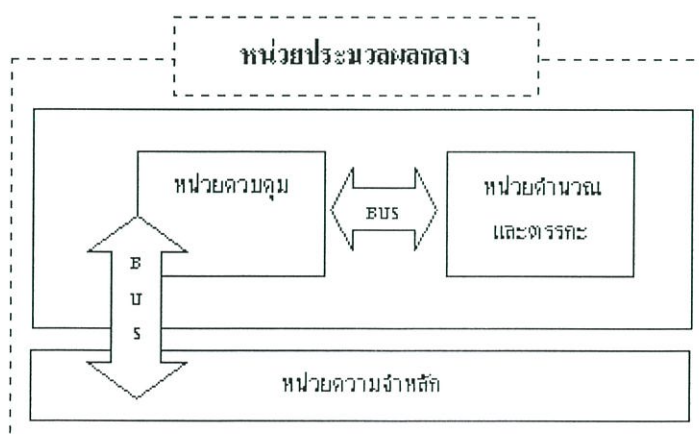 หน่วยประมวลผลกลาง
หน่วยควบคุม
BUS
หน่วยคำนวณ
และตรรกะ
B
U
S
หน่วยความจำหลัก